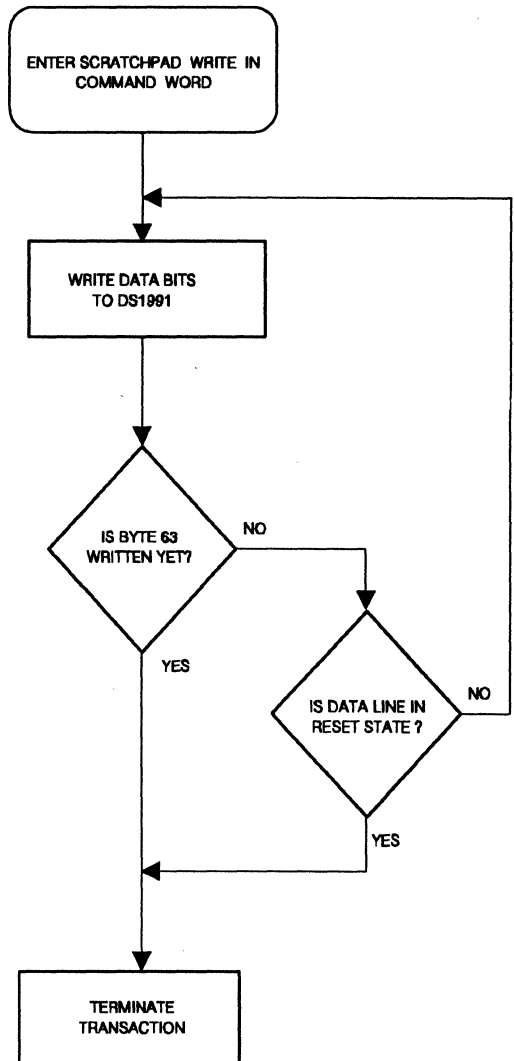 ENTER SCRATCHPAD WRITE IN
COMMAND WORD
WRITE DATA BITS
TO DS1991
IS BYTE 63
WRITTEN YET?
NO
YES
IS DATA LINE IN
RESET STATE ?
NO
YES
TERMINATE
TRANSACTION